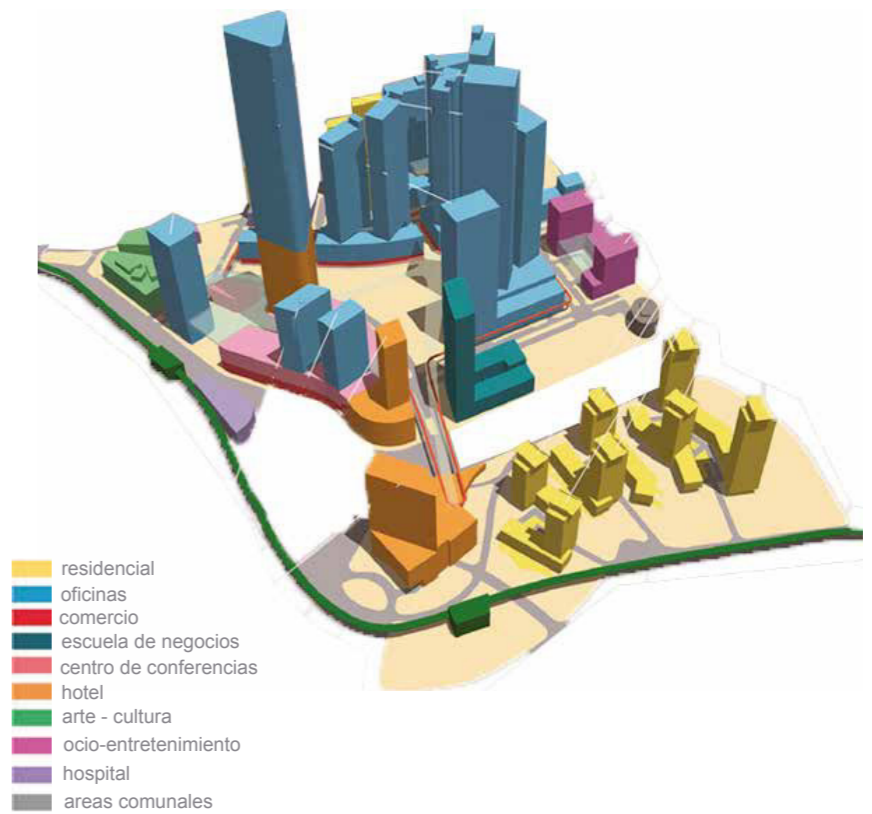 residencial
oficinas
comercio
escuela de negocios
centro de conferencias
hotel
arte - cultura
ocio-entretenimiento
hospital
areas comunales